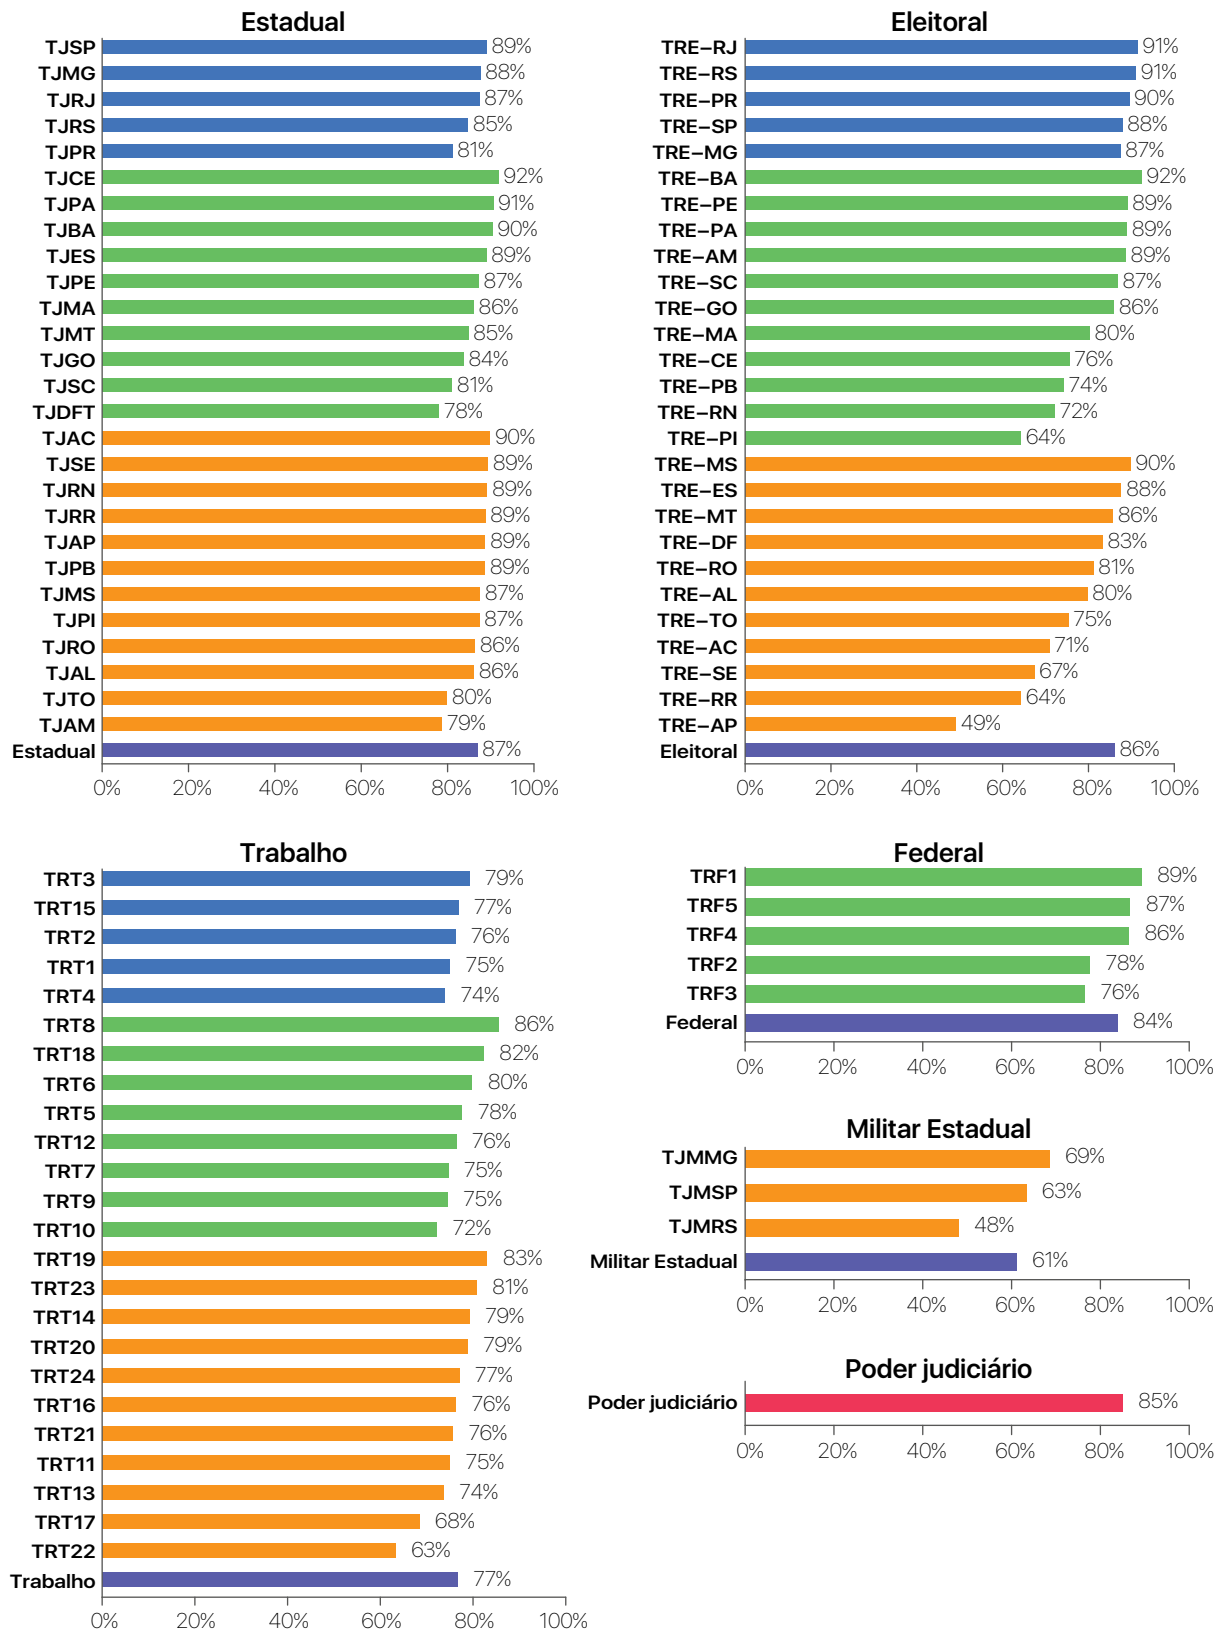 Estadual
TJSP 89%
TJMG 88%
TJRJ 87%
TJRS 85%
TJPR 81%
TJCE 92%
TJPA 91%
TJBA 90%
TJES 89%
TJPE 87%
TJMA 86%
TJMT 85%
TJGO 84%
TJSC 81%
TJDFT 78%
TJAC 90%
TJSE 89%
TJRN 89%
TJRR 89%
TJAP 89%
TJPB 89%
TJMS 87%
TJPI 87%
TJRO 86%
TJAL 86%
TJTO 80%
TJAM 79%
Estadual 87%
0% 20% 40% 60% 80% 100%
Eleitoral
TRE–RJ 91%
TRE–RS 91%
TRE–PR 90%
TRE–SP 88%
TRE–MG 87%
TRE–BA 92%
TRE–PE 89%
TRE–PA 89%
TRE–AM 89%
TRE–SC 87%
TRE–GO 86%
TRE–MA 80%
TRE–CE 76%
TRE–PB 74%
TRE–RN 72%
TRE–PI 64%
TRE–MS 90%
TRE–ES 88%
TRE–MT 86%
TRE–DF 83%
TRE–RO 81%
TRE–AL 80%
TRE–TO 75%
TRE–AC 71%
TRE–SE 67%
TRE–RR 64%
TRE–AP 49%
Eleitoral 86%
0% 20% 40% 60% 80% 100%
Trabalho
TRT3 79%
TRT15 77%
TRT2 76%
TRT1 75%
TRT4 74%
TRT8 86%
TRT18 82%
TRT6 80%
TRT5 78%
TRT12 76%
TRT7 75%
TRT9 75%
TRT10 72%
TRT19 83%
TRT23 81%
TRT14 79%
TRT20 79%
TRT24 77%
TRT16 76%
TRT21 76%
TRT11 75%
TRT13 74%
TRT17 68%
TRT22 63%
Trabalho 77%
0% 20% 40% 60% 80% 100%
Federal
TRF1 89%
TRF5 87%
TRF4 86%
TRF2 78%
TRF3 76%
Federal 84%
0% 20% 40% 60% 80% 100%
Militar Estadual
TJMMG 69%
TJMSP 63%
TJMRS 48%
Militar Estadual 61%
0% 20% 40% 60% 80% 100%
Poder judiciário
Poder judiciário 85%
0% 20% 40% 60% 80% 100%